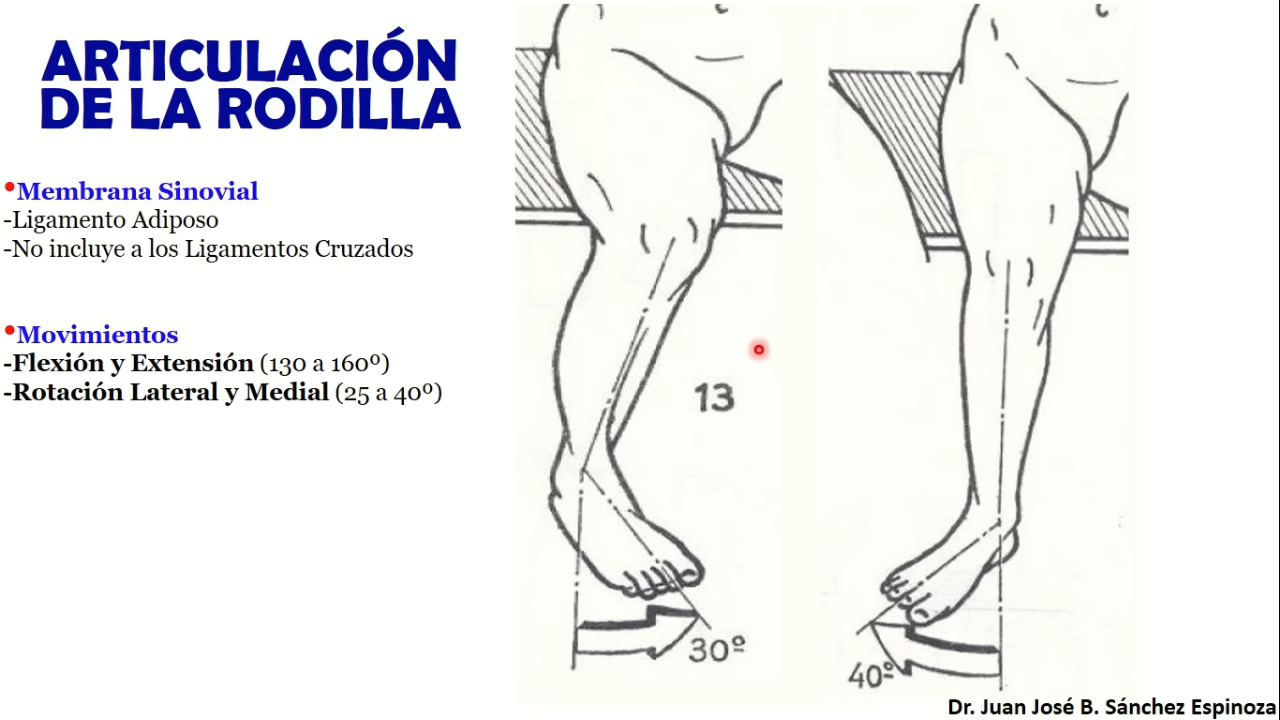 ARTICULACIÓN
DE LA RODILLA
•Membrana Sinovial
-Ligamento Adiposo
-No incluye a los Ligamentos Cruzados
•Movimientos
-Flexión y Extensión (130 a 160º)
-Rotación Lateral y Medial (25 a 40º)
13
30º
40º
Dr. Juan José B. Sánchez Espinoza